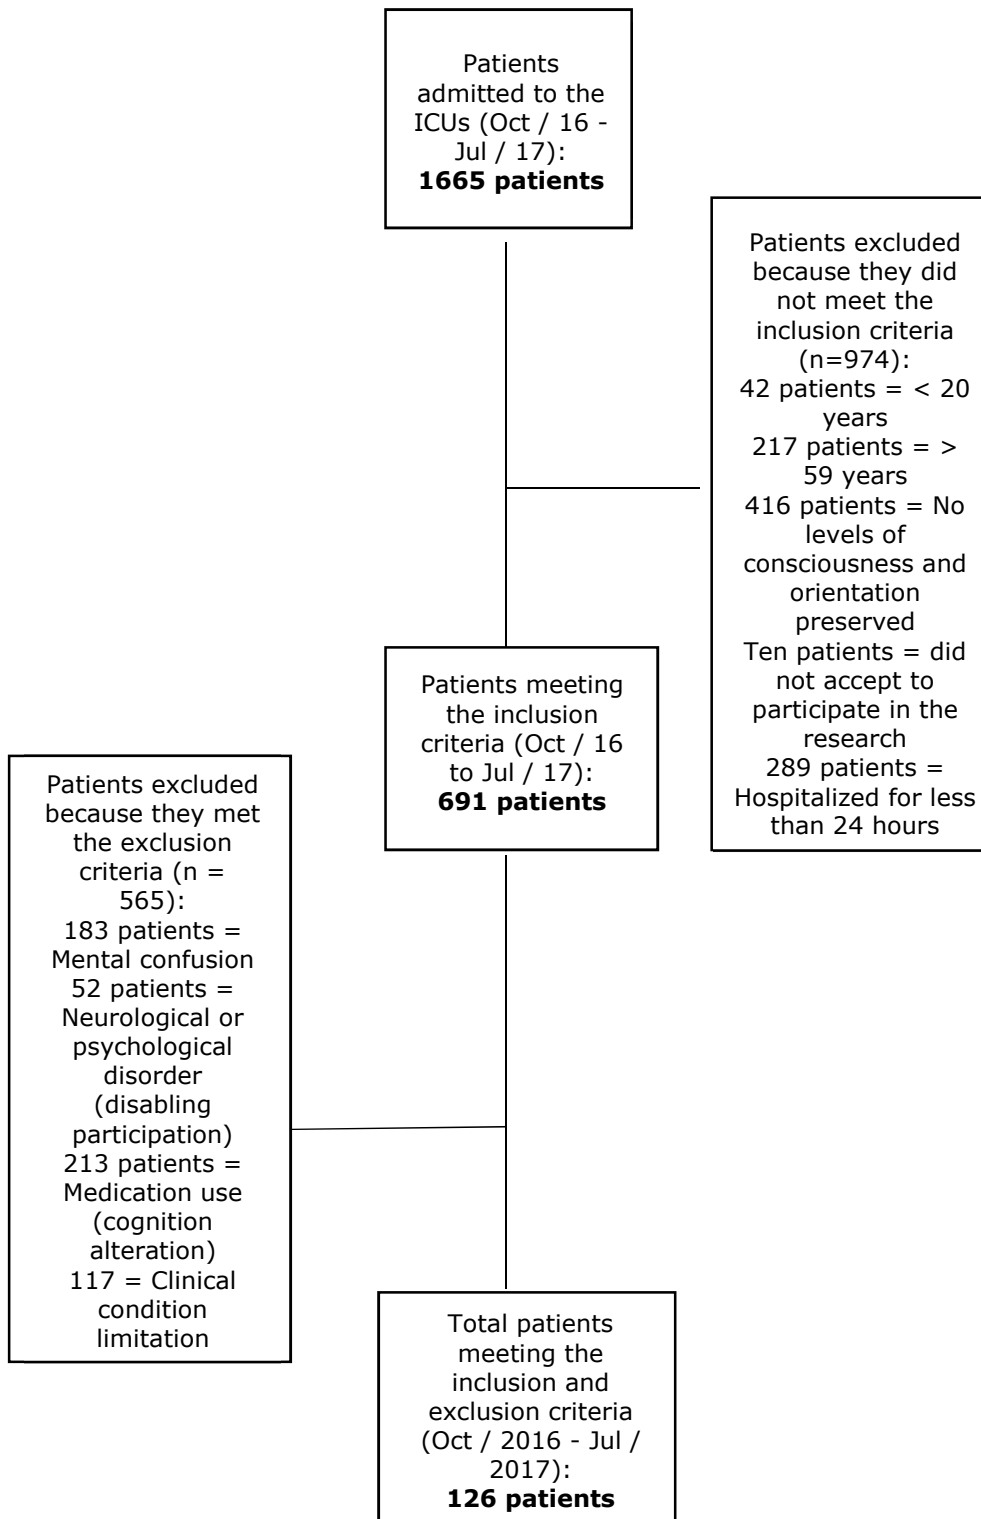 Patients
admitted to the
ICUs (Oct / 16 -
Jul / 17):
1665 patients
Patients excluded
because they did
not meet the
inclusion criteria
(n=974):
42 patients = < 20
years
217 patients = >
59 years
416 patients = No
levels of
consciousness and
orientation
preserved
Ten patients = did
not accept to
participate in the
research
289 patients =
Hospitalized for less
than 24 hours
Patients meeting
the inclusion
criteria (Oct / 16
to Jul / 17):
691 patients
Patients excluded
because they met
the exclusion
criteria (n =
565):
183 patients =
Mental confusion
52 patients =
Neurological or
psychological
disorder
(disabling
participation)
213 patients =
Medication use
(cognition
alteration)
117 = Clinical
condition
limitation
Total patients
meeting the
inclusion and
exclusion criteria
(Oct / 2016 - Jul /
2017):
126 patients